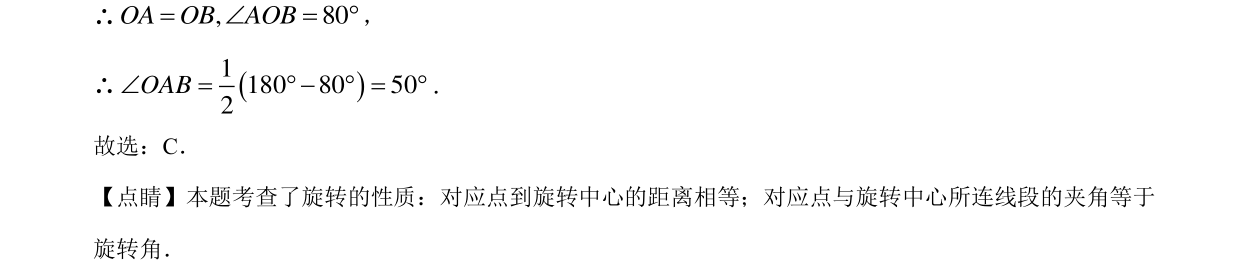 ∴ OA = OB, ∠AOB = 80°，
∴ ∠OAB = \frac{1}{2}(180° − 80°) = 50°．
故选：C．
【点睛】本题考查了旋转的性质：对应点到旋转中心的距离相等；对应点与旋转中心所连线段的夹角等于
旋转角．